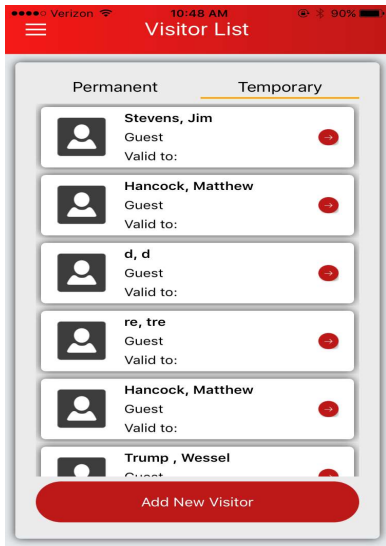 Verizon 10:48 AM 90%
Visitor List
Permanent Temporary
Stevens, Jim
Guest
Valid to:
Hancock, Matthew
Guest
Valid to:
d, d
Guest
Valid to:
re, tre
Guest
Valid to:
Hancock, Matthew
Guest
Valid to:
Trump , Wessel
Guest
Add New Visitor